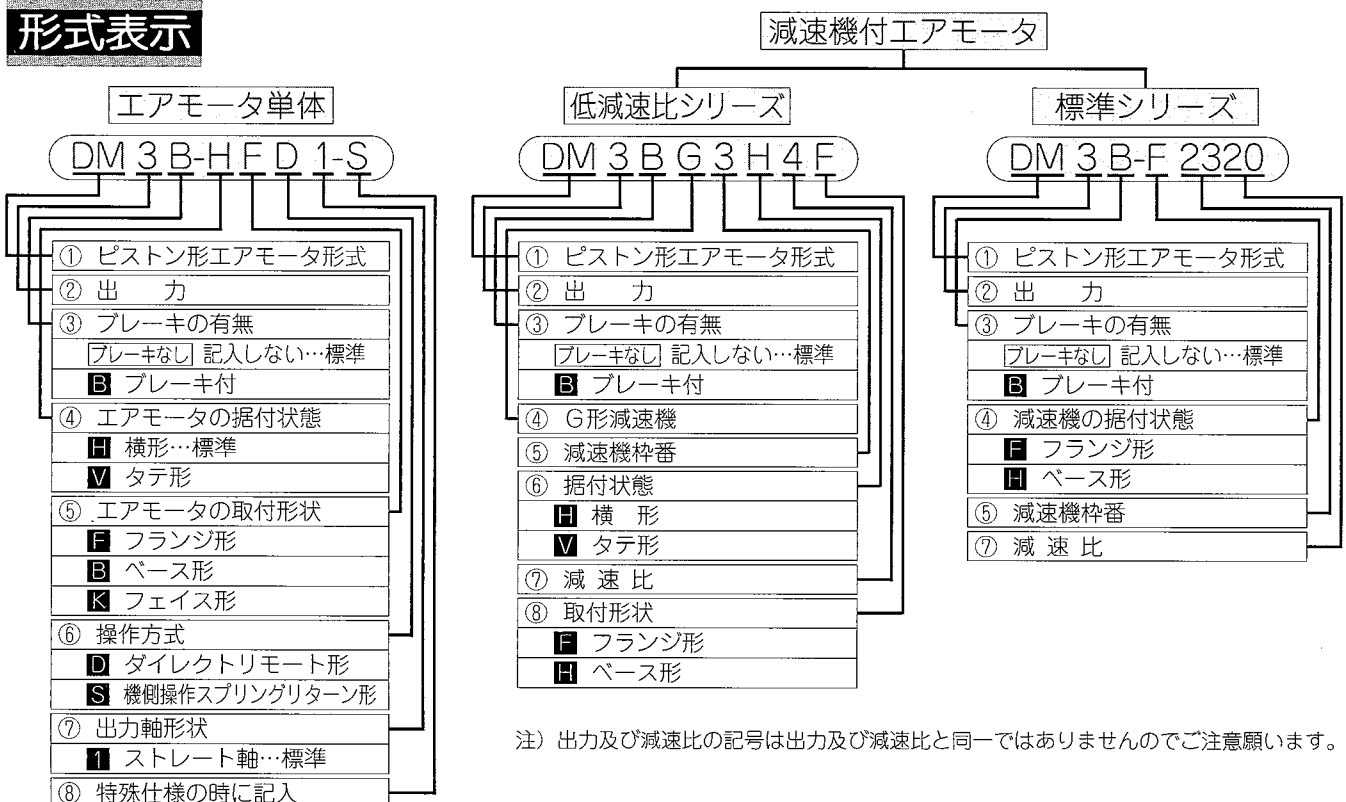 形式表示
減速機付エアモータ
エアモータ単体
DM3B-HFD1-S
① ピストン形エアモータ形式
② 出 力
③ ブレーキの有無
ブレーキなし 記入しない…標準
B ブレーキ付
④ エアモータの据付状態
H 横形…標準
V タテ形
⑤ エアモータの取付形状
F フランジ形
B ベース形
K フェイス形
⑥ 操作方式
D ダイレクトリモート形
S 機側操作スプリングリターン形
⑦ 出力軸形状
1 ストレート軸…標準
⑧ 特殊仕様の時に記入
低減速比シリーズ
DM3BG3H4F
① ピストン形エアモータ形式
② 出 力
③ ブレーキの有無
ブレーキなし 記入しない…標準
B ブレーキ付
④ G形減速機
⑤ 減速機枠番
⑥ 据付状態
H 横 形
V タテ形
⑦ 減 速 比
⑧ 取付形状
F フランジ形
H ベース形
標準シリーズ
DM3B-F2320
① ピストン形エアモータ形式
② 出 力
③ ブレーキの有無
ブレーキなし 記入しない…標準
B ブレーキ付
④ 減速機の据付状態
F フランジ形
H ベース形
⑤ 減速機枠番
⑦ 減 速 比
注）出力及び減速比の記号は出力及び減速比と同一ではありませんのでご注意願います。